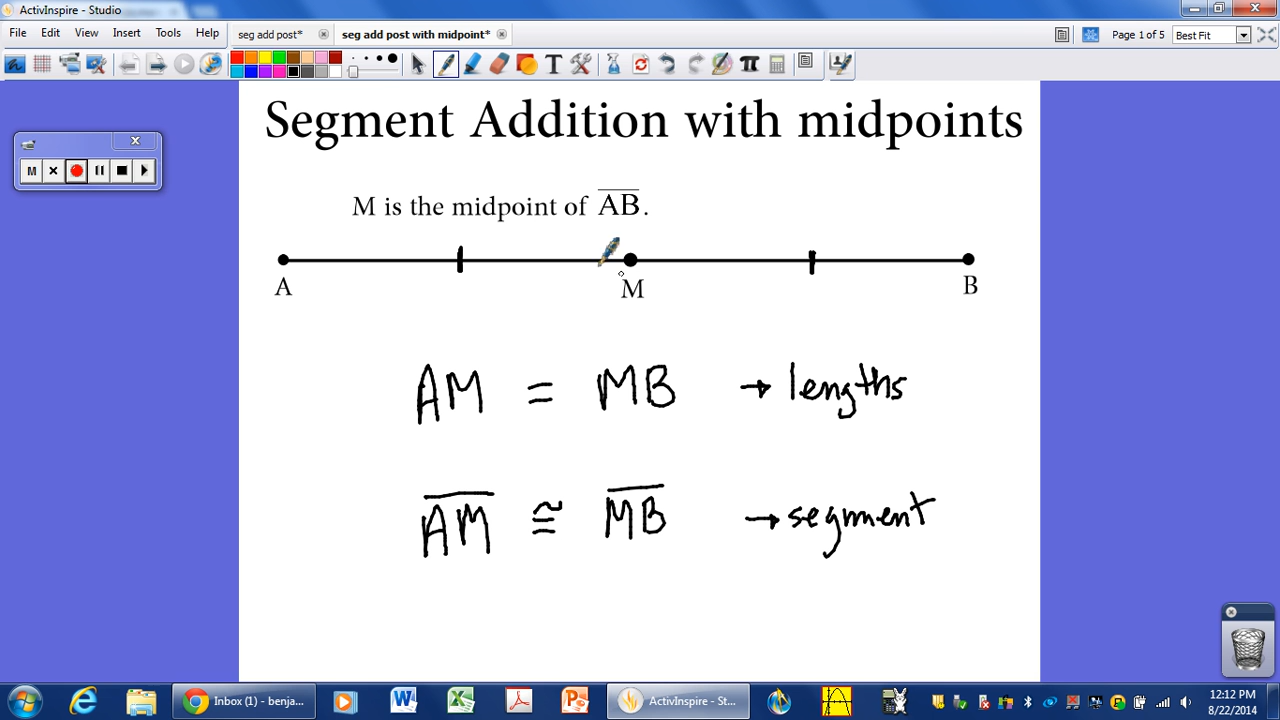 ActivInspire - Studio
File Edit View Insert Tools Help
seg add post*
seg add post with midpoint*
Page 1 of 5
Best Fit
M X
Segment Addition with midpoints
M is the midpoint of AB.
A M B
AM = MB → lengths
AM ≅ MB → segment
Inbox (1) - benja...
ActivInspire - St...
12:12 PM
8/22/2014